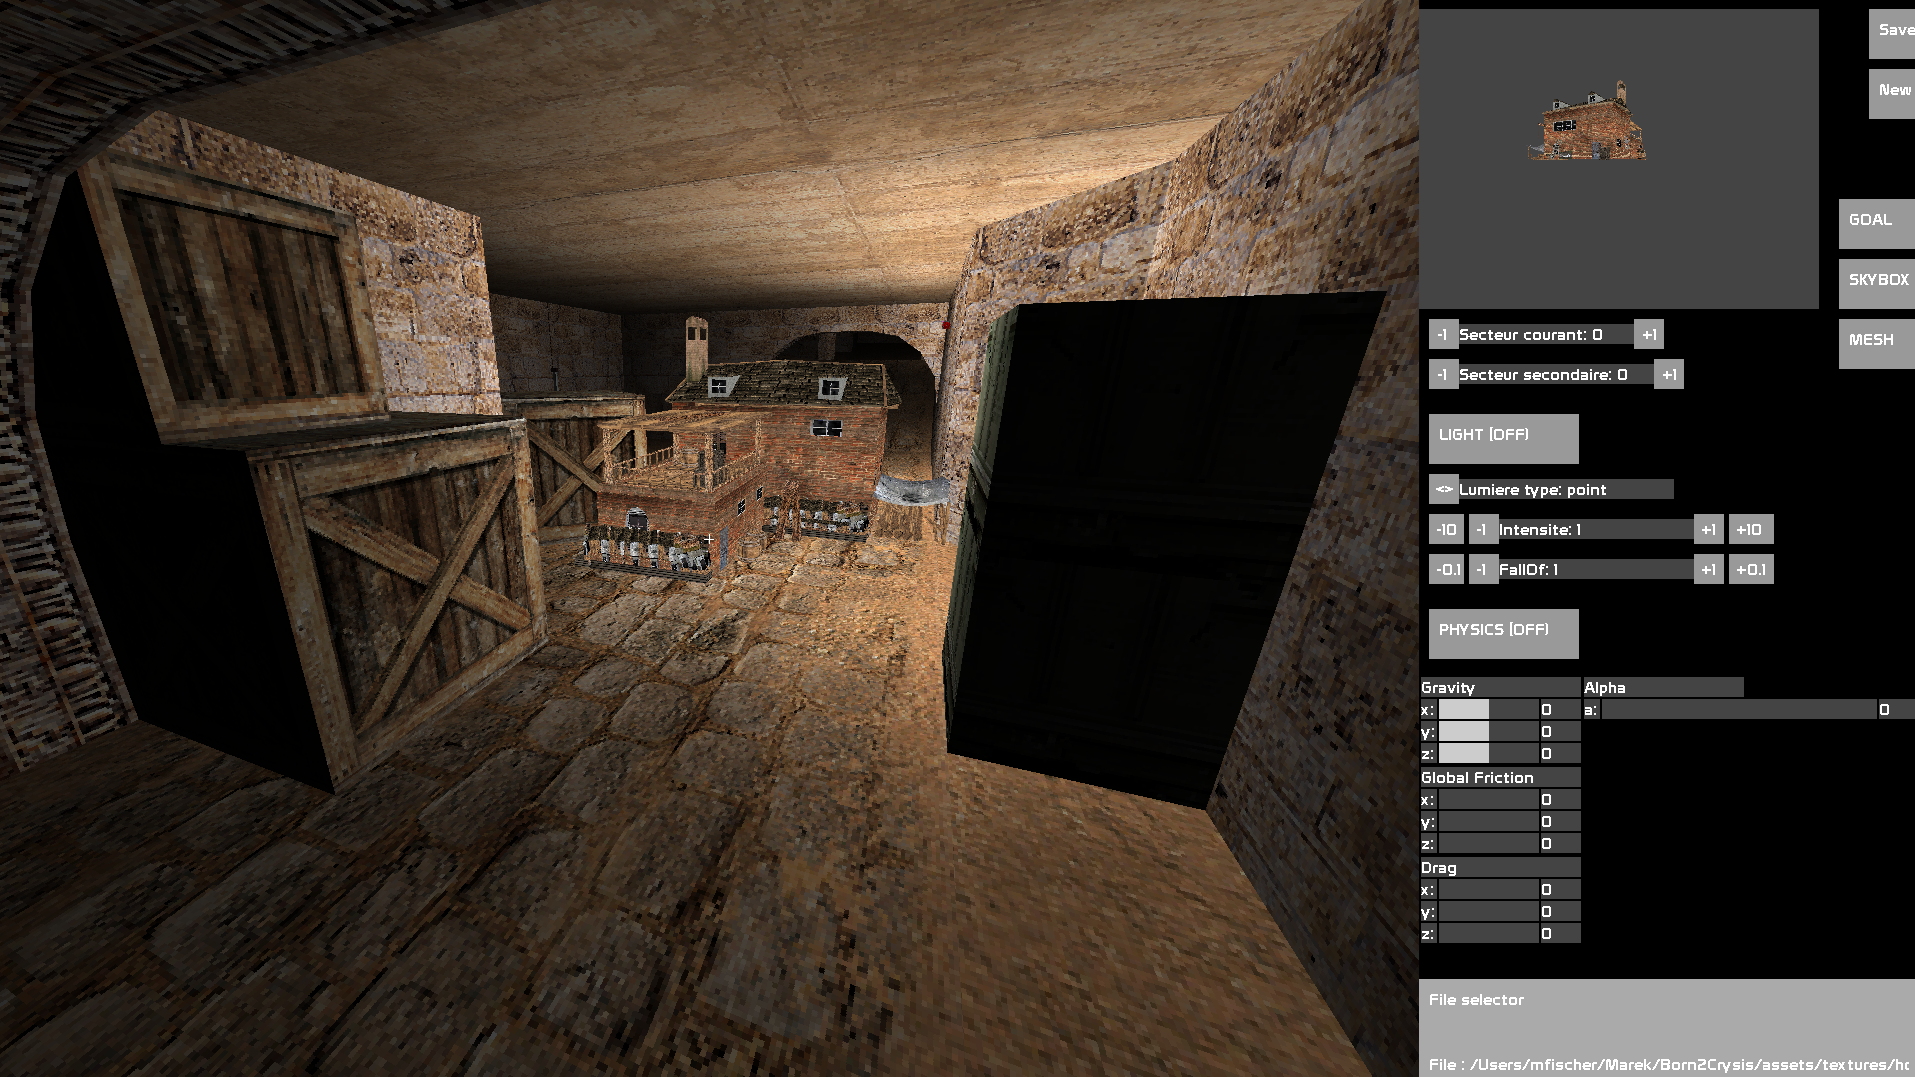 Save
New
GOAL
SKYBOX
MESH
-1 Secteur courant: 0 +1
-1 Secteur secondaire: 0 +1
LIGHT (OFF)
<> Lumiere type: point
-10 -1 Intensite: 1 +1 +10
-0.1 -1 FallOf: 1 +1 +0.1
PHYSICS (OFF)
Gravity Alpha
x: 0 a: 0
y: 0
z: 0
Global Friction
x: 0
y: 0
z: 0
Drag
x: 0
y: 0
z: 0
File selector
File : /Users/mfischer/Marek/Born2Crysis/assets/textures/ho